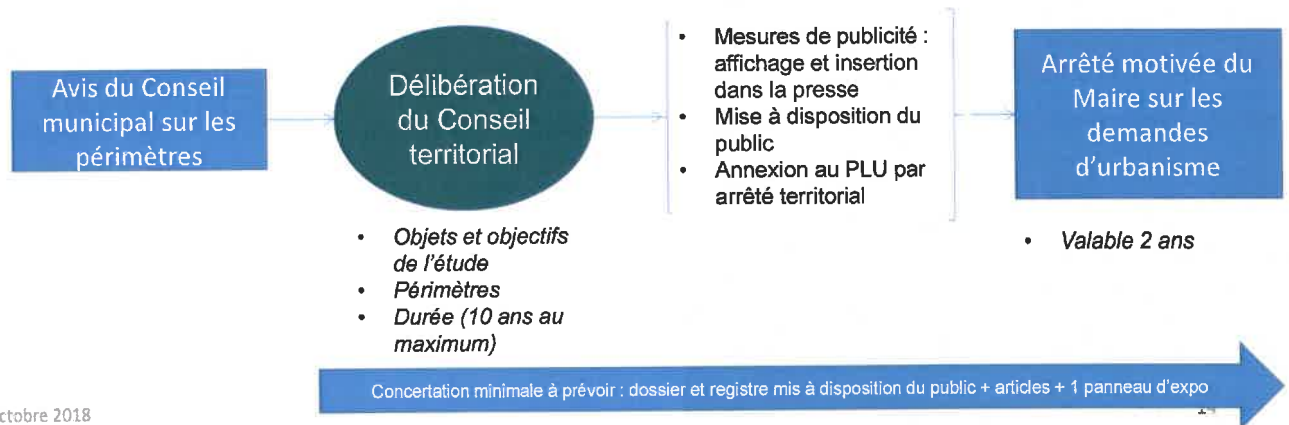 Avis du Conseil
municipal sur les
périmètres
Délibération
du Conseil
territorial
• Objets et objectifs
de l'étude
• Périmètres
• Durée (10 ans au
maximum)
• Mesures de publicité :
affichage et insertion
dans la presse
• Mise à disposition du
public
• Annexion au PLU par
arrêté territorial
Arrêté motivée du
Maire sur les
demandes
d'urbanisme
• Valable 2 ans
Concertation minimale à prévoir : dossier et registre mis à disposition du public + articles + 1 panneau d'expo
ctobre 2018